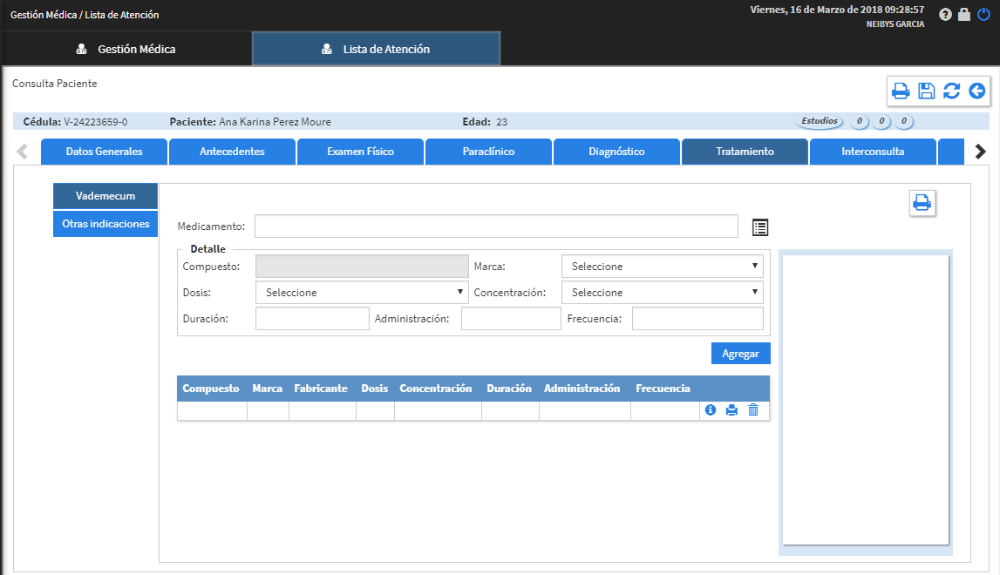 Gestión Médica / Lista de Atención
Viernes, 16 de Marzo de 2018 09:28:57
NEIBYS GARCIA
Gestión Médica
Lista de Atención
Consulta Paciente
Cédula: V-24223659-0 Paciente: Ana Karina Perez Moure Edad: 23 Estudios 0 0 0
Datos Generales Antecedentes Examen Físico Paraclínico Diagnóstico Tratamiento Interconsulta
Vademecum
Otras indicaciones
Medicamento:
Detalle
Compuesto: Marca: Seleccione
Dosis: Seleccione Concentración: Seleccione
Duración: Administración: Frecuencia:
Agregar
Compuesto Marca Fabricante Dosis Concentración Duración Administración Frecuencia